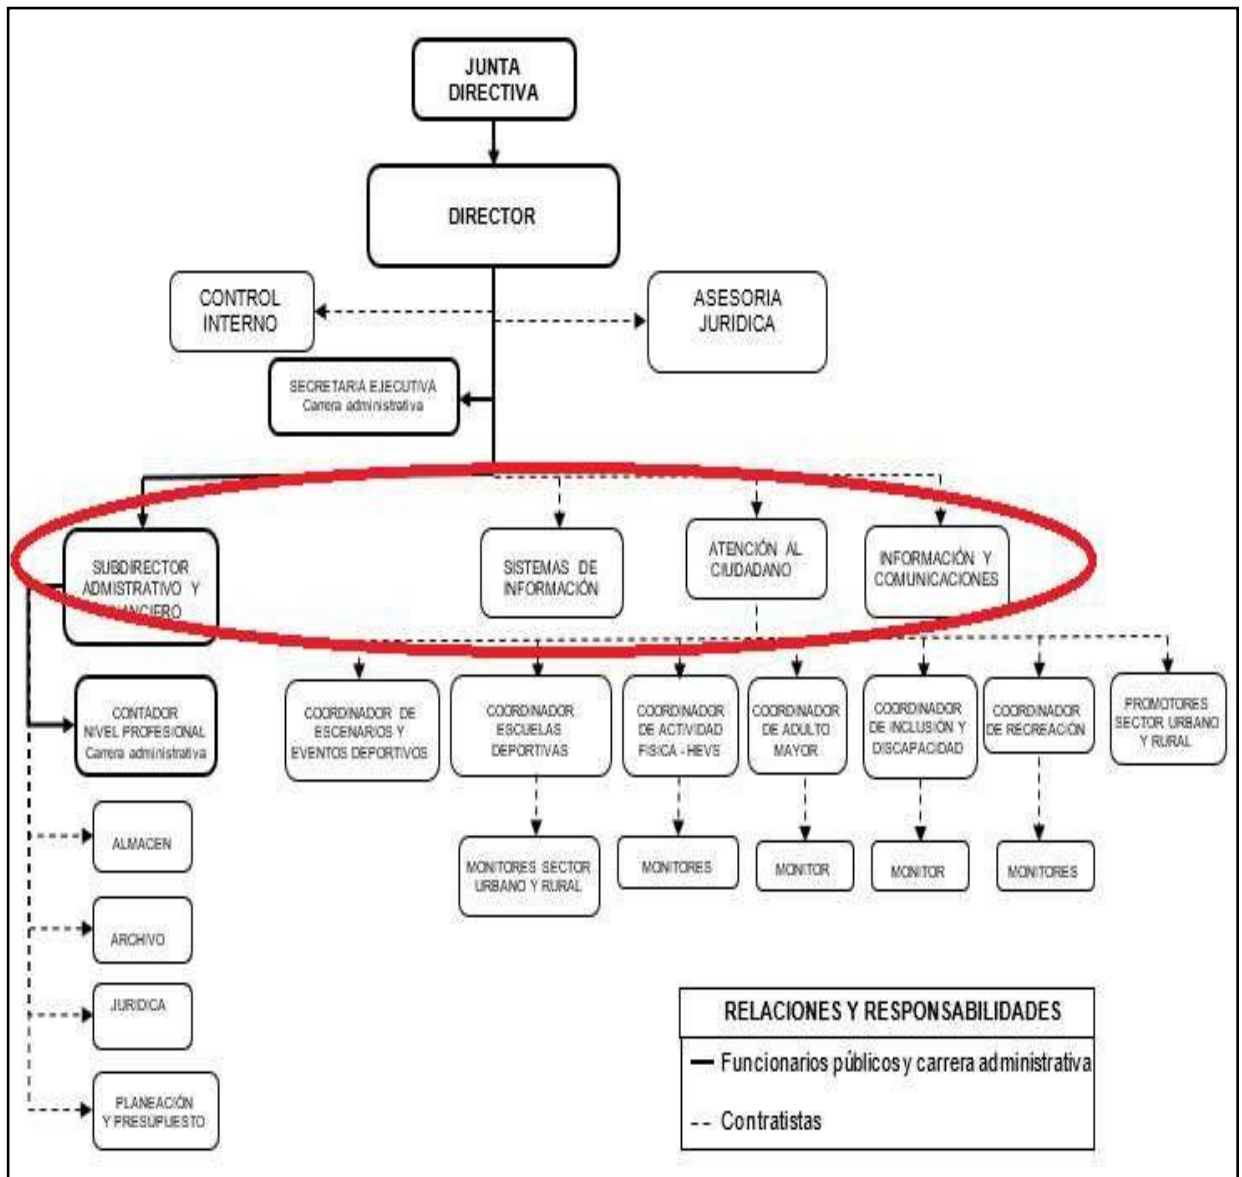 JUNTA
DIRECTIVA
DIRECTOR
CONTROL
INTERNO
ASESORIA
JURIDICA
SECRETARIA EJECUTIVA
Carrera administrativa
SUBDIRECTOR
ADMISTRATIVO Y
SISTEMAS DE
INFORMACIÓN
ATENCIÓN AL
CIUDADANO
INFORMACIÓN Y
COMUNICACIONES
CONTADOR
NIVEL PROFESIONAL
Carrera administrativa
COORDINADOR DE
ESCENARIOS Y
EVENTOS DEPORTIVOS
COORDINADOR
ESCUELAS
DEPORTIVAS
COORDINADOR
DE ACTIVIDAD
FISICA - HEVS
COORDINADOR
DE ADULTO
MAYOR
COORDINADOR
DE INCLUSIÓN Y
DISCAPACIDAD
COORDINADOR
DE RECREACIÓN
PROMOTORES
SECTOR URBANO
Y RURAL
MONITORES SECTOR
URBANO Y RURAL
MONITORES
MONITOR
MONITOR
MONITORES
ALMACEN
ARCHIVO
JURIDICA
PLANEACIÓN
Y PRESUPUESTO
RELACIONES Y RESPONSABILIDADES
Funcionarios públicos y carrera administrativa
Contratistas